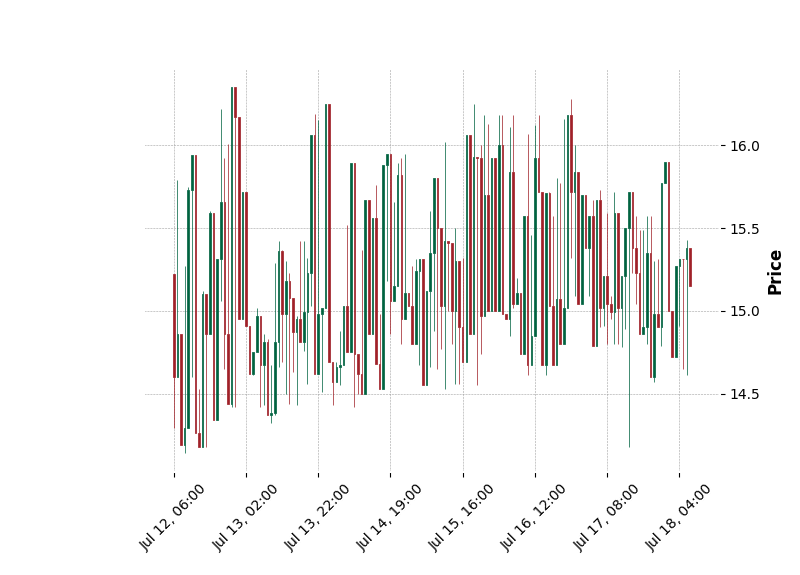 16.0
15.5
15.0
14.5
Price
Jul 12, 06:00
Jul 13, 02:00
Jul 13, 22:00
Jul 14, 19:00
Jul 15, 16:00
Jul 16, 12:00
Jul 17, 08:00
Jul 18, 04:00